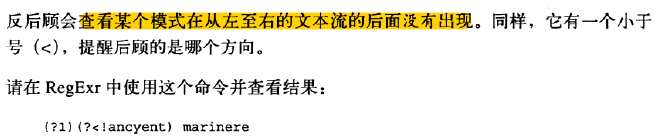 反后顾会查看某个模式在从左至右的文本流的后面没有出现。同样，它有一个小于
号（<），提醒后顾的是哪个方向。
请在 RegExr 中使用这个命令并查看结果：
(?1)(?<!ancyent) marinere